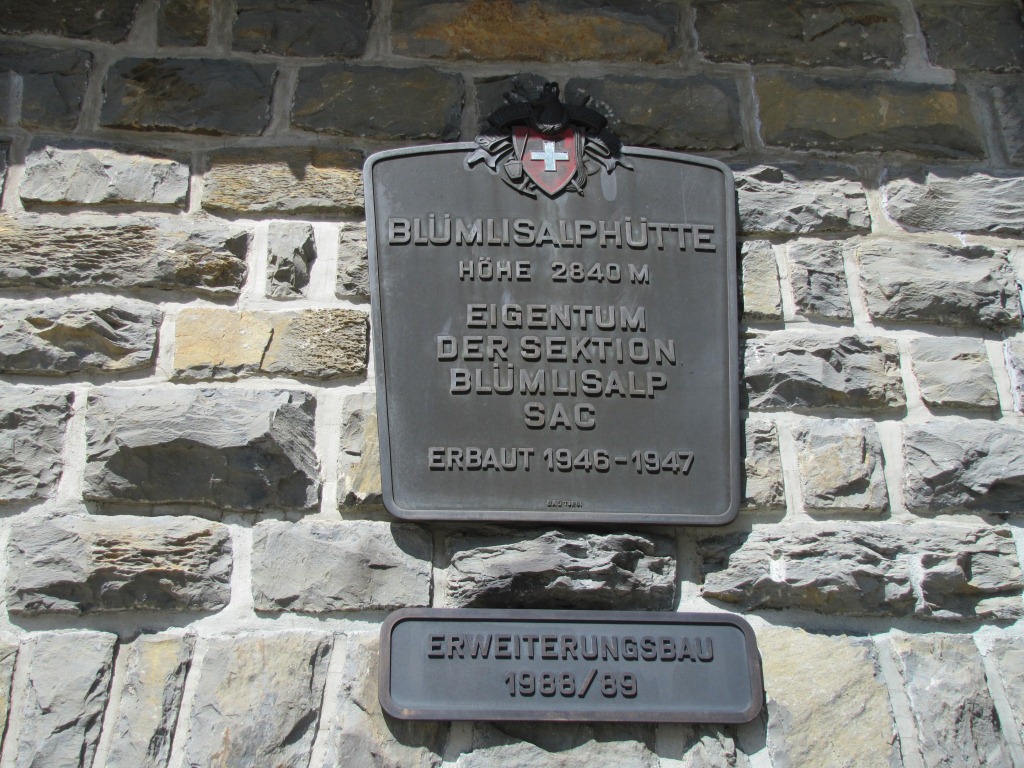 BLÜMLISALPHÜTTE
HÖHE 2840 M
EIGENTUM
DER SEKTION
BLÜMLISALP
SAC
ERBAUT 1946-1947
ERWEITERUNGSBAU
1988/89